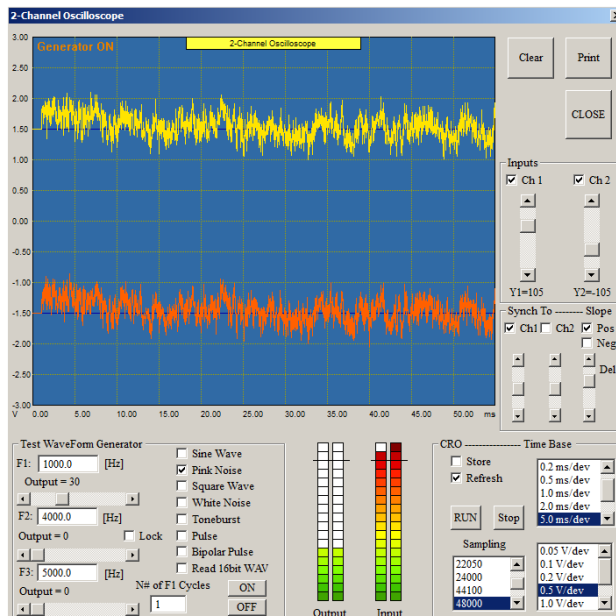 2-Channel Oscilloscope
Generator ON
2-Channel Oscilloscope
3.00
2.50
2.00
1.50
1.00
0.50
0.00
-0.50
-1.00
-1.50
-2.00
-2.50
-3.00
V 0.00 5.00 10.00 15.00 20.00 25.00 30.00 35.00 40.00 45.00 50.00 ms
Clear Print
CLOSE
Inputs
Ch 1 Ch 2
Y1=105 Y2=-105
Synch To -------- Slope
Ch1 Ch2 Pos
Neg
Del
Test WaveForm Generator
F1: 1000.0 [Hz]
Output = 30
F2: 4000.0 [Hz]
Output = 0 Lock
F3: 5000.0 [Hz]
Output = 0
Sine Wave
Pink Noise
Square Wave
White Noise
Toneburst
Pulse
Bipolar Pulse
Read 16bit WAV
N# of F1 Cycles
1
ON
OFF
Output Input
CRO ---------------- Time Base
Store
Refresh
RUN Stop
0.2 ms/dev
0.5 ms/dev
1.0 ms/dev
2.0 ms/dev
5.0 ms/dev
Sampling
22050
24000
44100
48000
0.05 V/dev
0.1 V/dev
0.2 V/dev
0.5 V/dev
1.0 V/dev